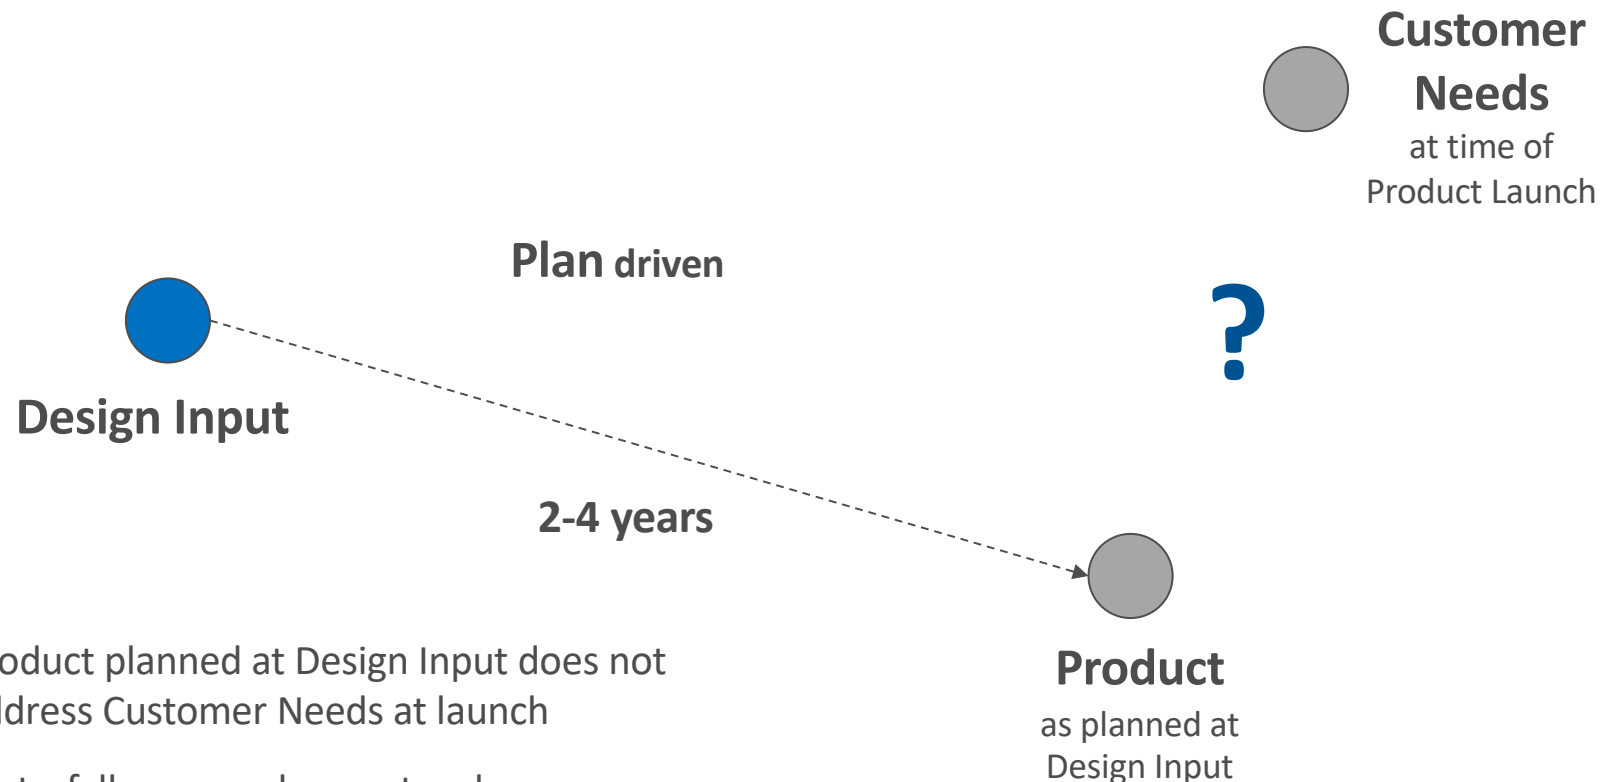 Customer
Needs
at time of
Product Launch
Plan driven
?
Design Input
2-4 years
Product
as planned at
Design Input
oduct planned at Design Input does not
dress Customer Needs at launch